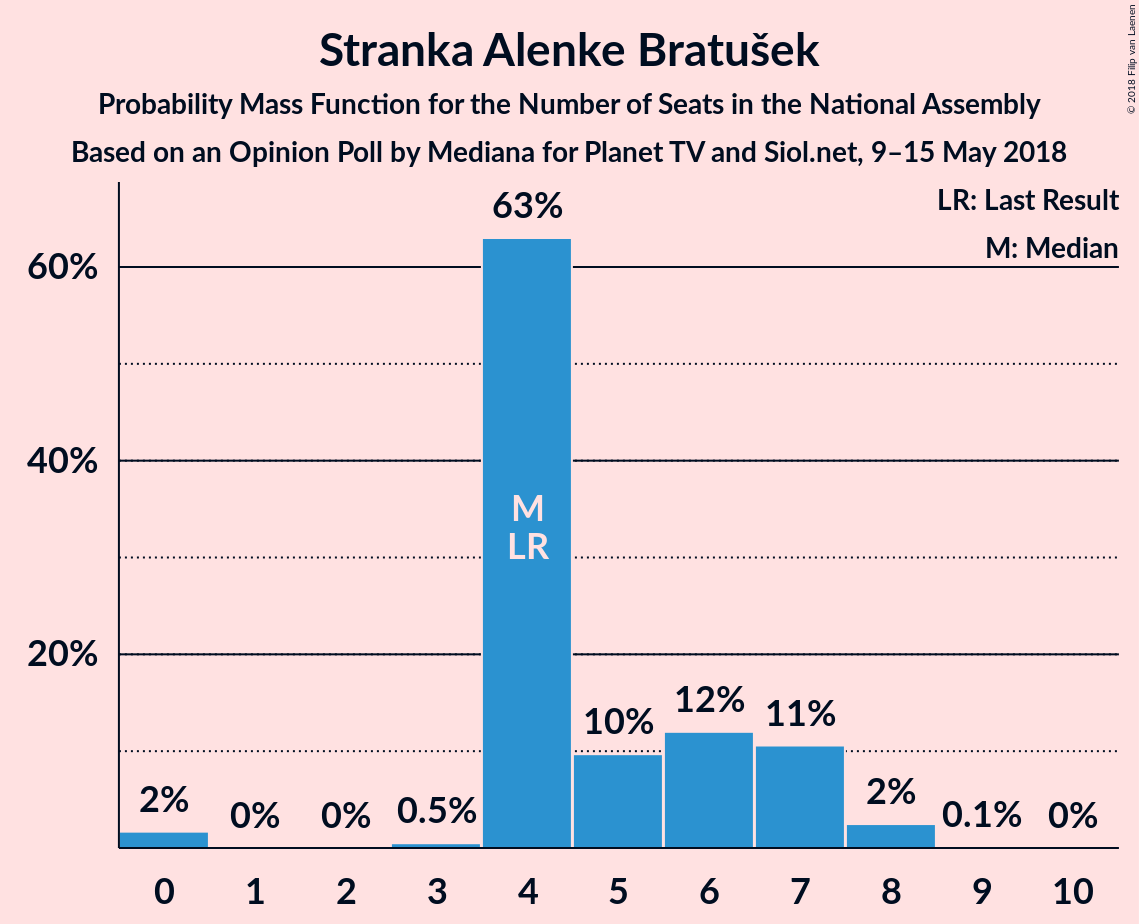 Stranka Alenke Bratušek
Probability Mass Function for the Number of Seats in the National Assembly
Based on an Opinion Poll by Mediana for Planet TV and Siol.net, 9–15 May 2018
© 2018 Filip van Laenen
LR: Last Result
M: Median
63%
60%
40%
20%
M
LR
2%
0%
0%
0.5%
10%
12%
11%
2%
0.1%
0%
0 1 2 3 4 5 6 7 8 9 10